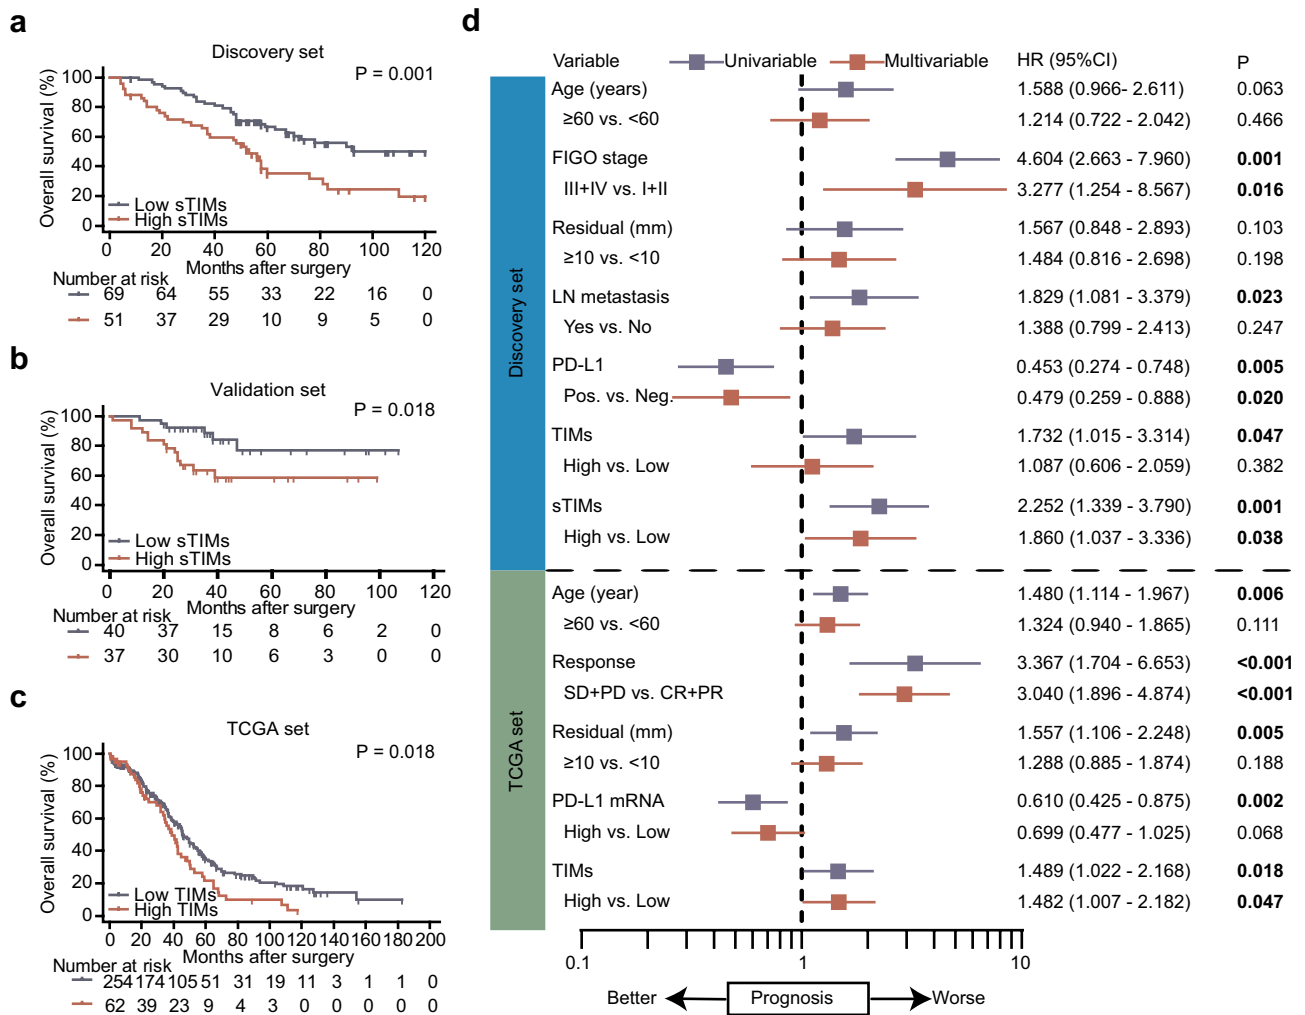 a
Discovery set
P = 0.001
Overall survival (%)
100
80
60
40
20
0
Low sTIMs
High sTIMs
0 20 40 60 80 100 120
Months after surgery
Number at risk
69 64 55 33 22 16 0
51 37 29 10 9 5 0
b
Validation set
P = 0.018
Overall survival (%)
100
80
60
40
20
0
Low sTIMs
High sTIMs
0 20 40 60 80 100 120
Months after surgery
Number at risk
40 37 15 8 6 2 0
37 30 10 6 3 0 0
c
TCGA set
P = 0.018
Overall survival (%)
100
80
60
40
20
0
Low TIMs
High TIMs
0 20 40 60 80 100 120 140 160 180 200
Months after surgery
Number at risk
254 174 105 51 31 19 11 3 1 1 0
62 39 23 9 4 3 0 0 0 0 0
d
Variable Univariable Multivariable HR (95%CI) P
Discovery set
Age (years) 1.588 (0.966- 2.611) 0.063
≥60 vs. <60 1.214 (0.722 - 2.042) 0.466
FIGO stage 4.604 (2.663 - 7.960) 0.001
III+IV vs. I+II 3.277 (1.254 - 8.567) 0.016
Residual (mm) 1.567 (0.848 - 2.893) 0.103
≥10 vs. <10 1.484 (0.816 - 2.698) 0.198
LN metastasis 1.829 (1.081 - 3.379) 0.023
Yes vs. No 1.388 (0.799 - 2.413) 0.247
PD-L1 0.453 (0.274 - 0.748) 0.005
Pos. vs. Neg. 0.479 (0.259 - 0.888) 0.020
TIMs 1.732 (1.015 - 3.314) 0.047
High vs. Low 1.087 (0.606 - 2.059) 0.382
sTIMs 2.252 (1.339 - 3.790) 0.001
High vs. Low 1.860 (1.037 - 3.336) 0.038
TCGA set
Age (year) 1.480 (1.114 - 1.967) 0.006
≥60 vs. <60 1.324 (0.940 - 1.865) 0.111
Response 3.367 (1.704 - 6.653) <0.001
SD+PD vs. CR+PR 3.040 (1.896 - 4.874) <0.001
Residual (mm) 1.557 (1.106 - 2.248) 0.005
≥10 vs. <10 1.288 (0.885 - 1.874) 0.188
PD-L1 mRNA 0.610 (0.425 - 0.875) 0.002
High vs. Low 0.699 (0.477 - 1.025) 0.068
TIMs 1.489 (1.022 - 2.168) 0.018
High vs. Low 1.482 (1.007 - 2.182) 0.047
0.1 1 10
Better Prognosis Worse